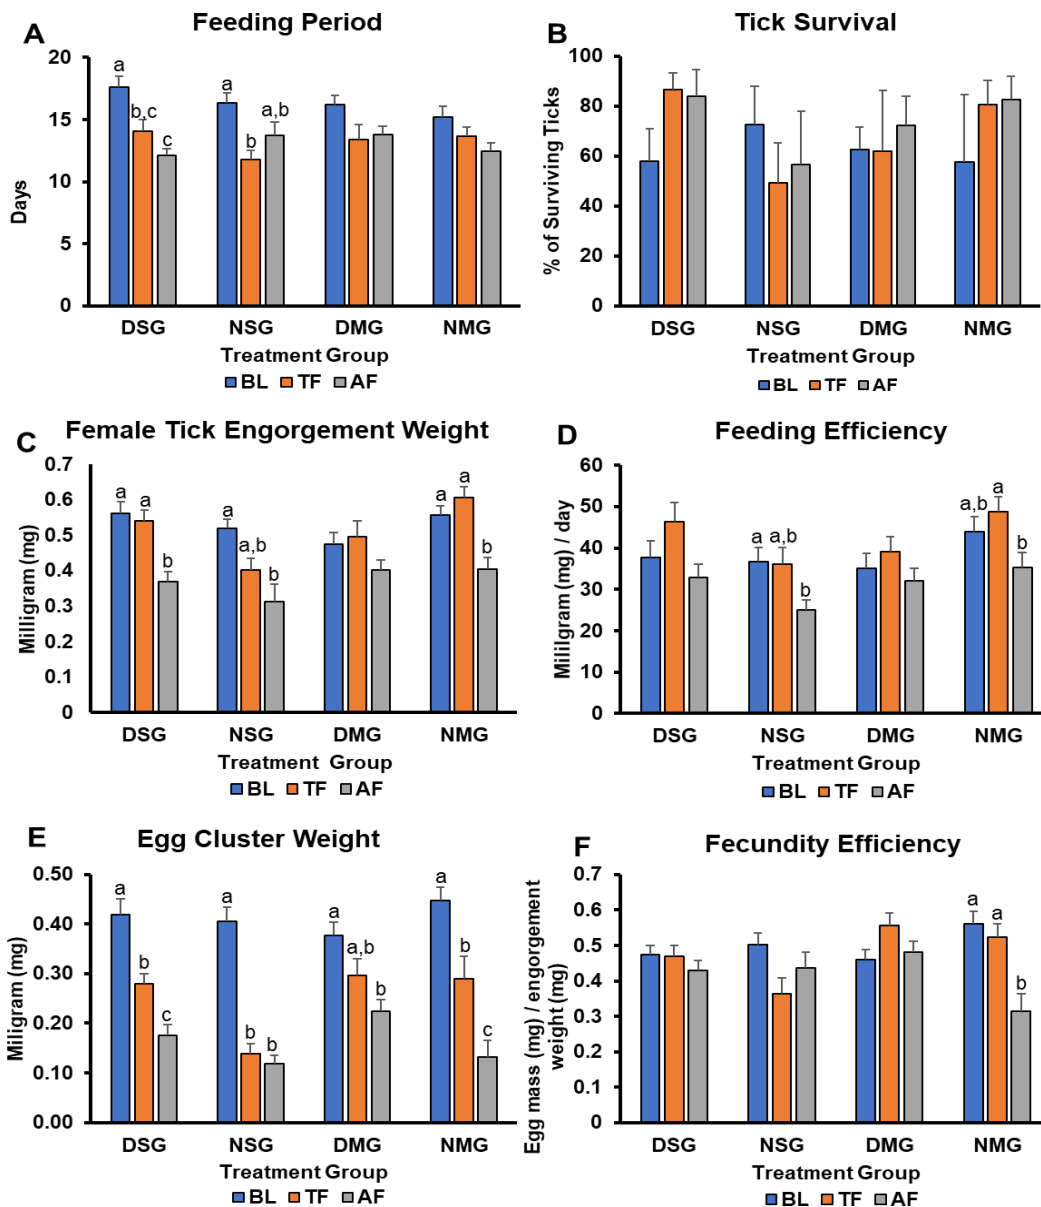 A Feeding Period
20
15
10
5
0
Days
a
b,c
c
a
b
a,b
DSG NSG DMG NMG
Treatment Group
BL TF AF
B Tick Survival
100
80
60
40
20
0
% of Surviving Ticks
DSG NSG DMG NMG
Treatment Group
BL TF AF
C Female Tick Engorgement Weight
0.7
0.6
0.5
0.4
0.3
0.2
0.1
0
Milligram (mg)
a a b
a a,b b
a a b
DSG NSG DMG NMG
Treatment Group
BL TF AF
D Feeding Efficiency
60
50
40
30
20
10
0
Mililgram (mg) / day
a a,b b
a,b a b
DSG NSG DMG NMG
Treatment Group
BL TF AF
E Egg Cluster Weight
0.50
0.40
0.30
0.20
0.10
0.00
Miligram (mg)
a b c
a b b
a a,b b
a b c
DSG NSG DMG NMG
Treatment Group
BL TF AF
F Fecundity Efficiency
0.7
0.6
0.5
0.4
0.3
0.2
0.1
0
Egg mass (mg) / engorgement
weight (mg)
a a b
DSG NSG DMG NMG
Treatment Group
BL TF AF